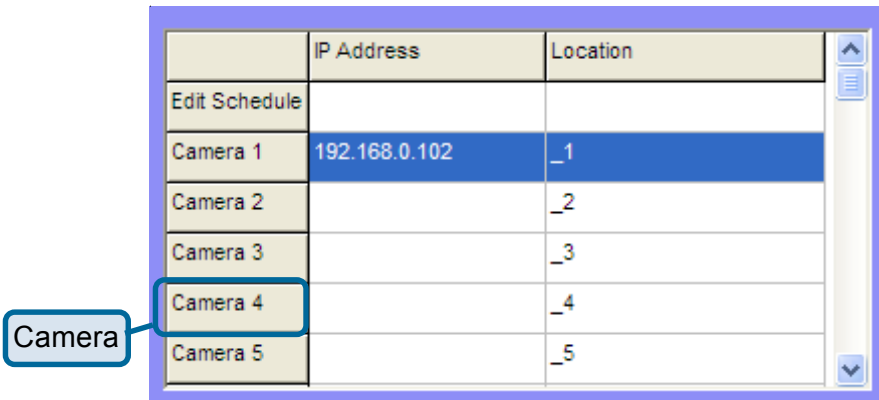 IP Address Location
Edit Schedule
Camera 1 192.168.0.102 _1
Camera 2 _2
Camera 3 _3
Camera 4 _4
Camera
Camera 5 _5